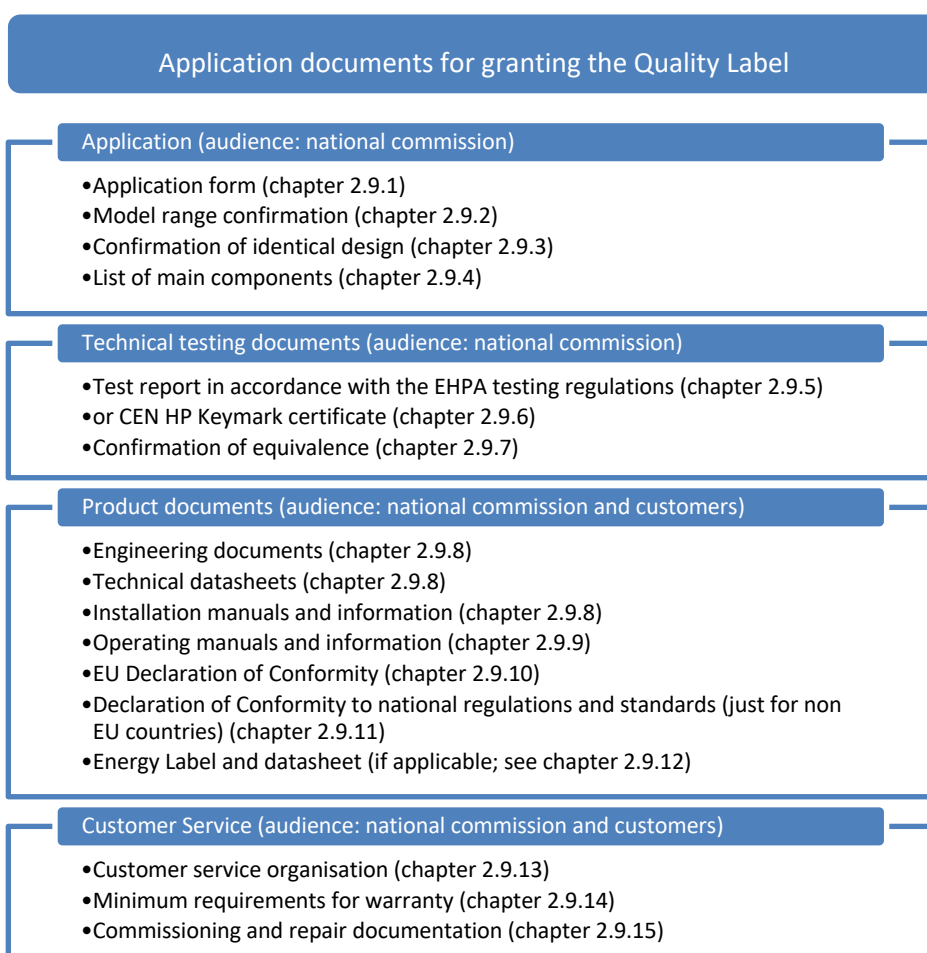 Application documents for granting the Quality Label
Application (audience: national commission)
•Application form (chapter 2.9.1)
•Model range confirmation (chapter 2.9.2)
•Confirmation of identical design (chapter 2.9.3)
•List of main components (chapter 2.9.4)
Technical testing documents (audience: national commission)
•Test report in accordance with the EHPA testing regulations (chapter 2.9.5)
•or CEN HP Keymark certificate (chapter 2.9.6)
•Confirmation of equivalence (chapter 2.9.7)
Product documents (audience: national commission and customers)
•Engineering documents (chapter 2.9.8)
•Technical datasheets (chapter 2.9.8)
•Installation manuals and information (chapter 2.9.8)
•Operating manuals and information (chapter 2.9.9)
•EU Declaration of Conformity (chapter 2.9.10)
•Declaration of Conformity to national regulations and standards (just for non
EU countries) (chapter 2.9.11)
•Energy Label and datasheet (if applicable; see chapter 2.9.12)
Customer Service (audience: national commission and customers)
•Customer service organisation (chapter 2.9.13)
•Minimum requirements for warranty (chapter 2.9.14)
•Commissioning and repair documentation (chapter 2.9.15)